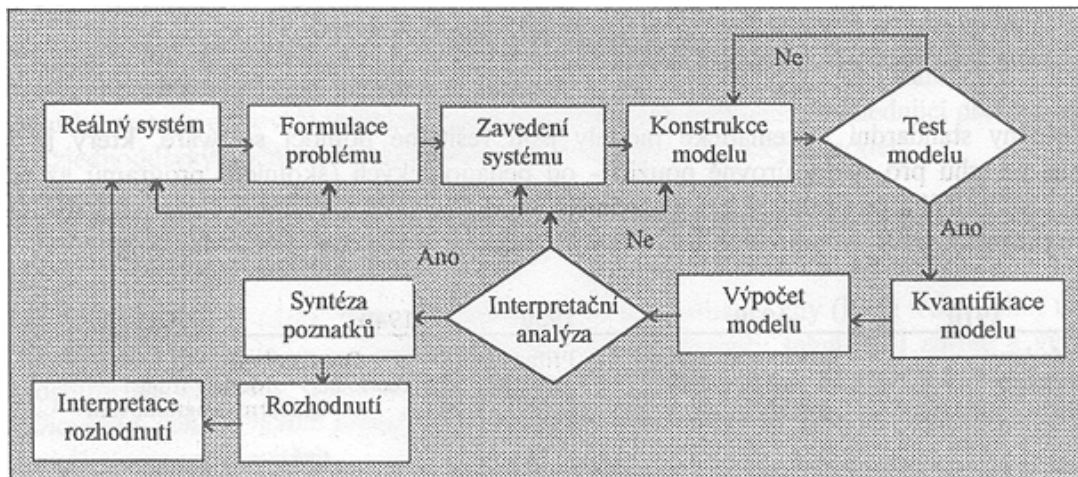 Ne
Reálný systém
Formulace
problému
Zavedení
systému
Konstrukce
modelu
Test
modelu
Ano
Ne
Ano
Syntéza
poznatků
Interpretační
analýza
Výpočet
modelu
Kvantifikace
modelu
Interpretace
rozhodnutí
Rozhodnutí